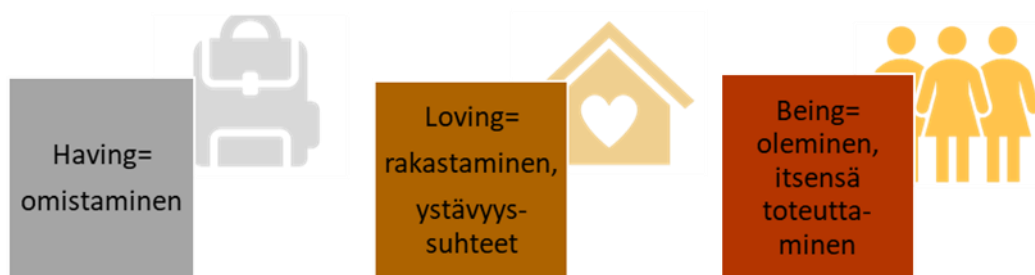 Having=
omistaminen
Loving=
rakastaminen,
ystävyys-
suhteet
Being=
oleminen,
itsensä
toteutta-
minen